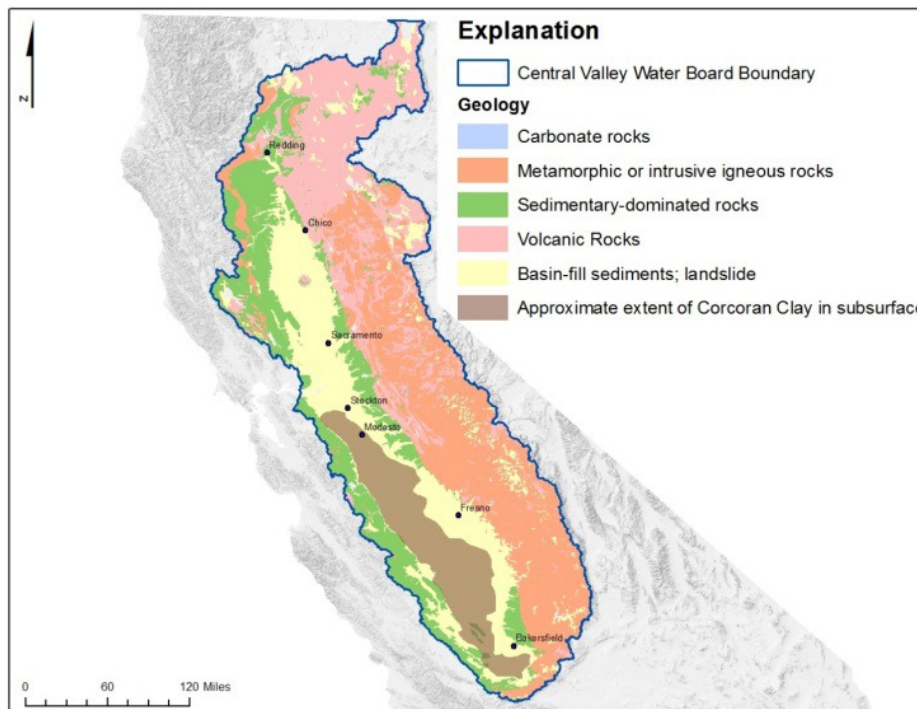 Explanation
Central Valley Water Board Boundary
Geology
Carbonate rocks
Metamorphic or intrusive igneous rocks
Sedimentary-dominated rocks
Volcanic Rocks
Basin-fill sediments; landslide
Approximate extent of Corcoran Clay in subsurface
N
Redding
Chico
Sacramento
Stockton
Modesto
Fresno
Bakersfield
0 60 120 Miles